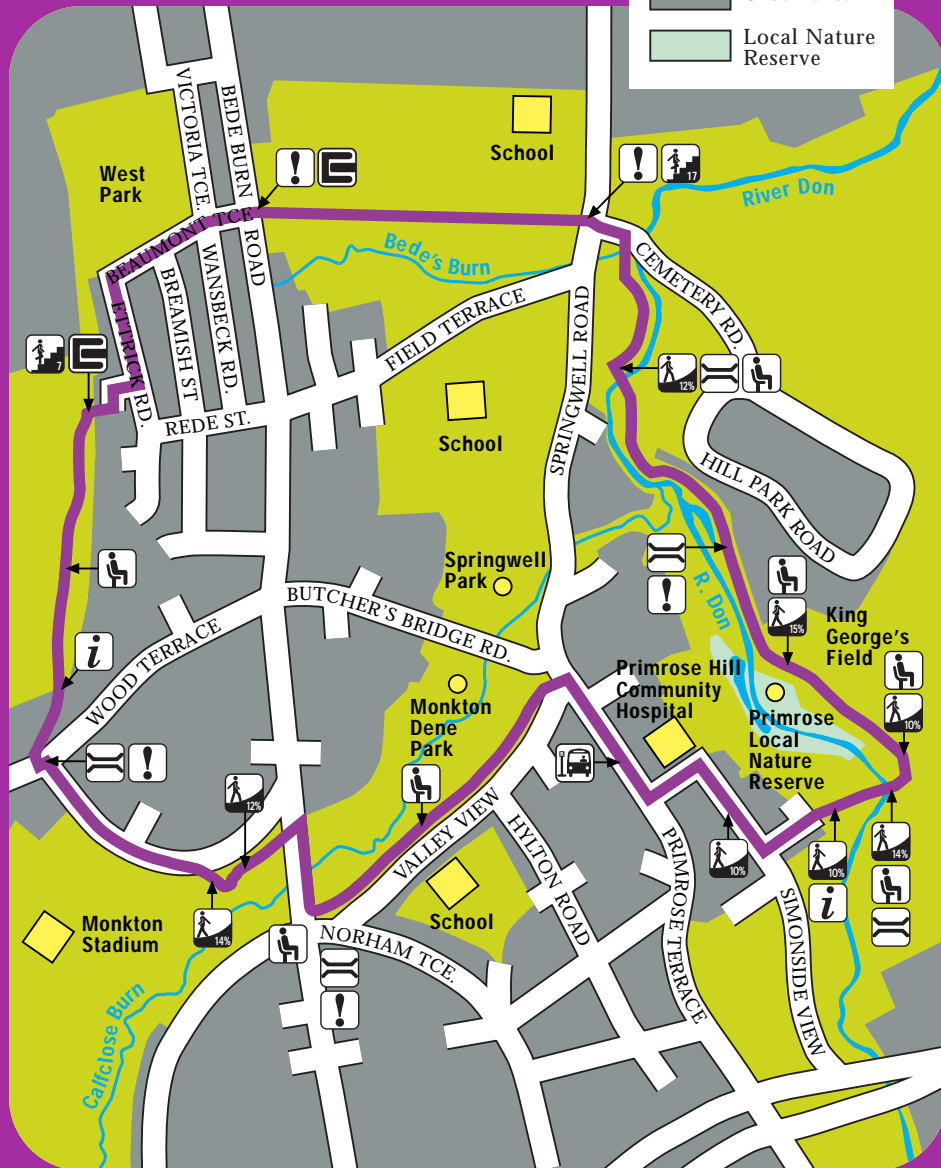 Local Nature
Reserve
VICTORIA TCE.
BEDE BURN
ROAD
School
West
Park
River Don
BEAUMONT TCE
Bede's Burn
CEMETERY RD.
17
ETTRICK
RD.
BREAMISH ST
WANSBECK RD.
FIELD TERRACE
SPRINGWELL ROAD
7
12%
School
REDE ST.
HILL PARK ROAD
Springwell
Park
R. Don
BUTCHER'S BRIDGE RD.
15%
King
George's
Field
i
WOOD TERRACE
Primrose Hill
Community
Hospital
Monkton
Dene
Park
Primrose
Local
Nature
Reserve
10%
12%
VALLEY VIEW
HYLTON ROAD
PRIMROSE TERRACE
10%
10%
14%
i
School
SIMONSIDE VIEW
Monkton
Stadium
14%
NORHAM TCE.
Calfclose Burn